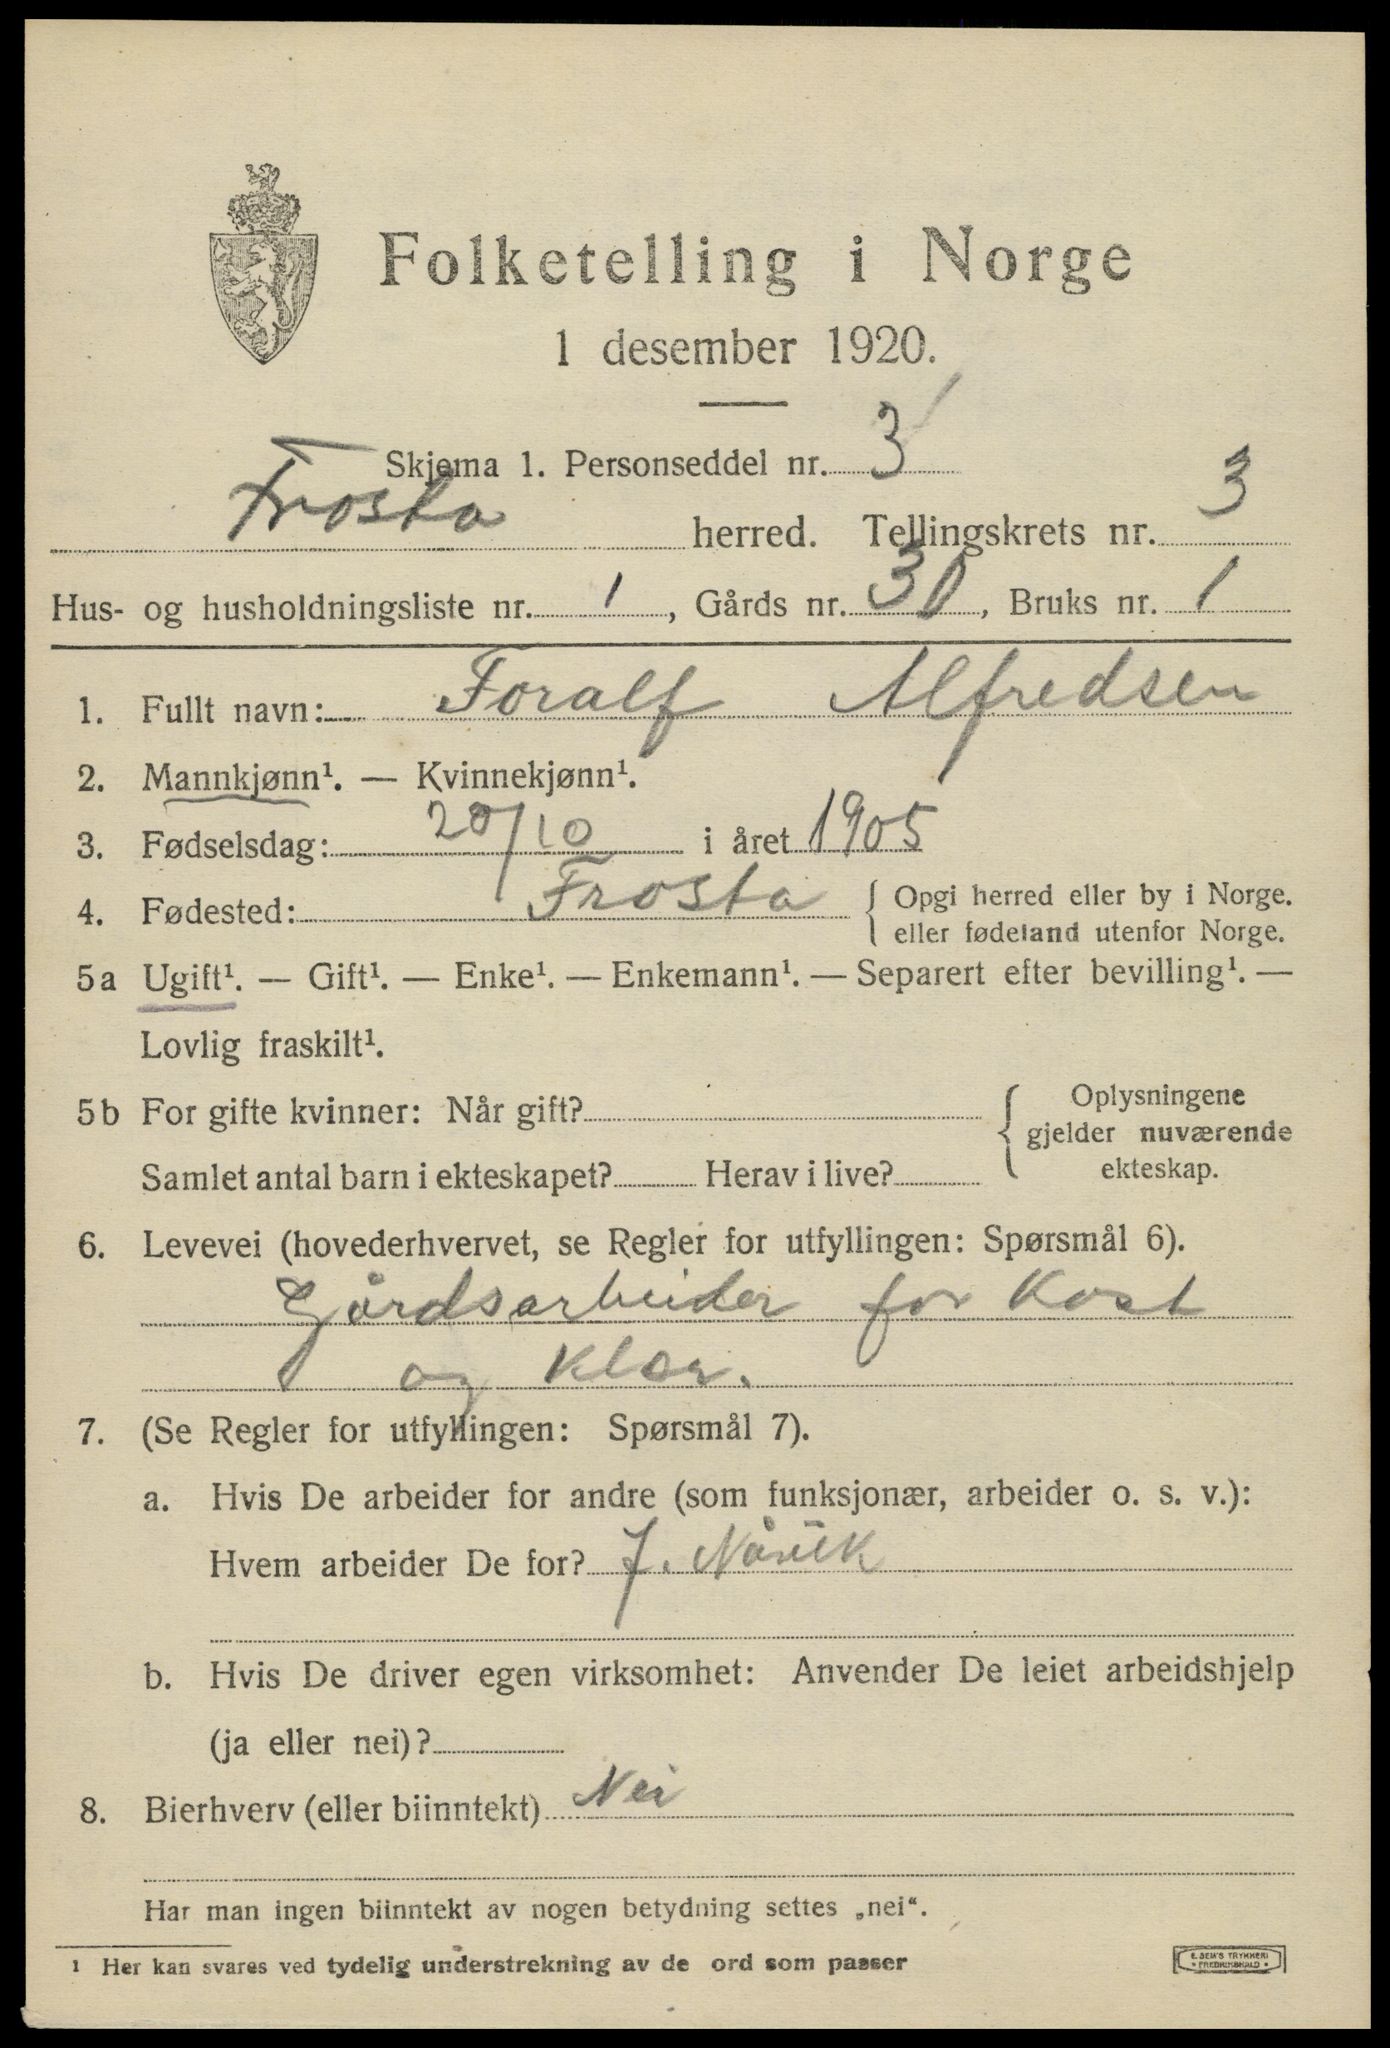 Folketelling i Norge
1 desember 1920.
Skjema 1. Personseddel nr. 3
Frosta herred. Tellingskrets nr. 3
Hus- og husholdningsliste nr. 1, Gårds nr. 30, Bruks nr. 1
1. Fullt navn: Toralf Alfredsen
2. Mannkjønn¹. — Kvinnekjønn¹.
3. Fødselsdag: 20/10 i året 1905
4. Fødested: Frosta { Opgi herred eller by i Norge.
eller fødeland utenfor Norge.
5a Ugift¹. — Gift¹. — Enke¹. — Enkemann¹. — Separert efter bevilling¹. —
Lovlig fraskilt¹.
5b For gifte kvinner: Når gift? { Oplysningene
gjelder nuværende
Samlet antal barn i ekteskapet? Herav i live? ekteskap.
6. Levevei (hovederhvervet, se Regler for utfyllingen: Spørsmål 6).
Gårdsarbeider for Kost
og Klær.
7. (Se Regler for utfyllingen: Spørsmål 7).
a. Hvis De arbeider for andre (som funksjonær, arbeider o. s. v.):
Hvem arbeider De for? J. Nåvik
b. Hvis De driver egen virksomhet: Anvender De leiet arbeidshjelp
(ja eller nei)?
8. Bierhverv (eller biinntekt) Nei
Har man ingen biinntekt av nogen betydning settes „nei“.
¹ Her kan svares ved tydelig understrekning av de ord som passer
E. SEM'S TRYKKERI
• FREDRIKSHALD •